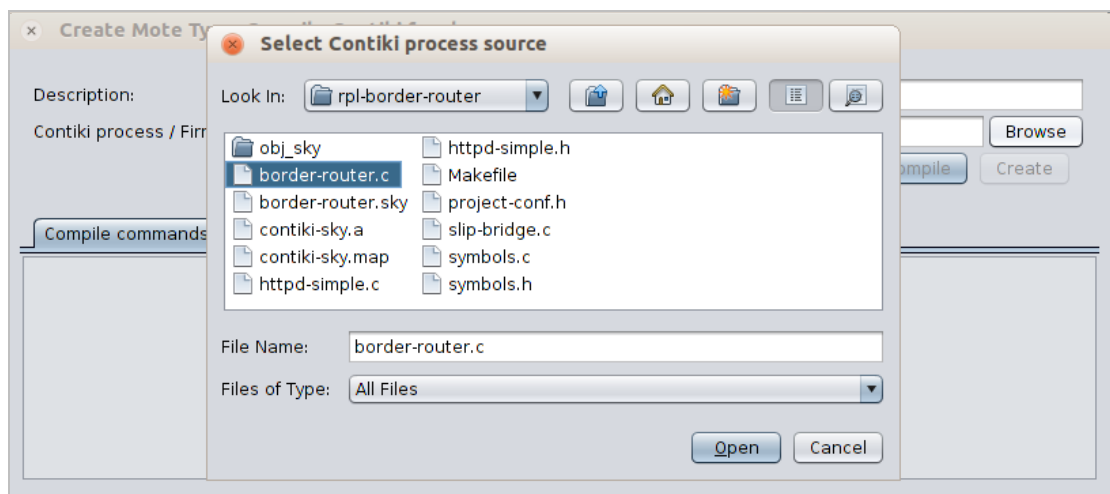 Create Mote Ty
Select Contiki process source
Description:
Look In: rpl-border-router
Contiki process / Firr
Browse
obj_sky httpd-simple.h
border-router.c Makefile
ompile Create
border-router.sky project-conf.h
Compile commands
contiki-sky.a slip-bridge.c
contiki-sky.map symbols.c
httpd-simple.c symbols.h
File Name: border-router.c
Files of Type: All Files
Open Cancel